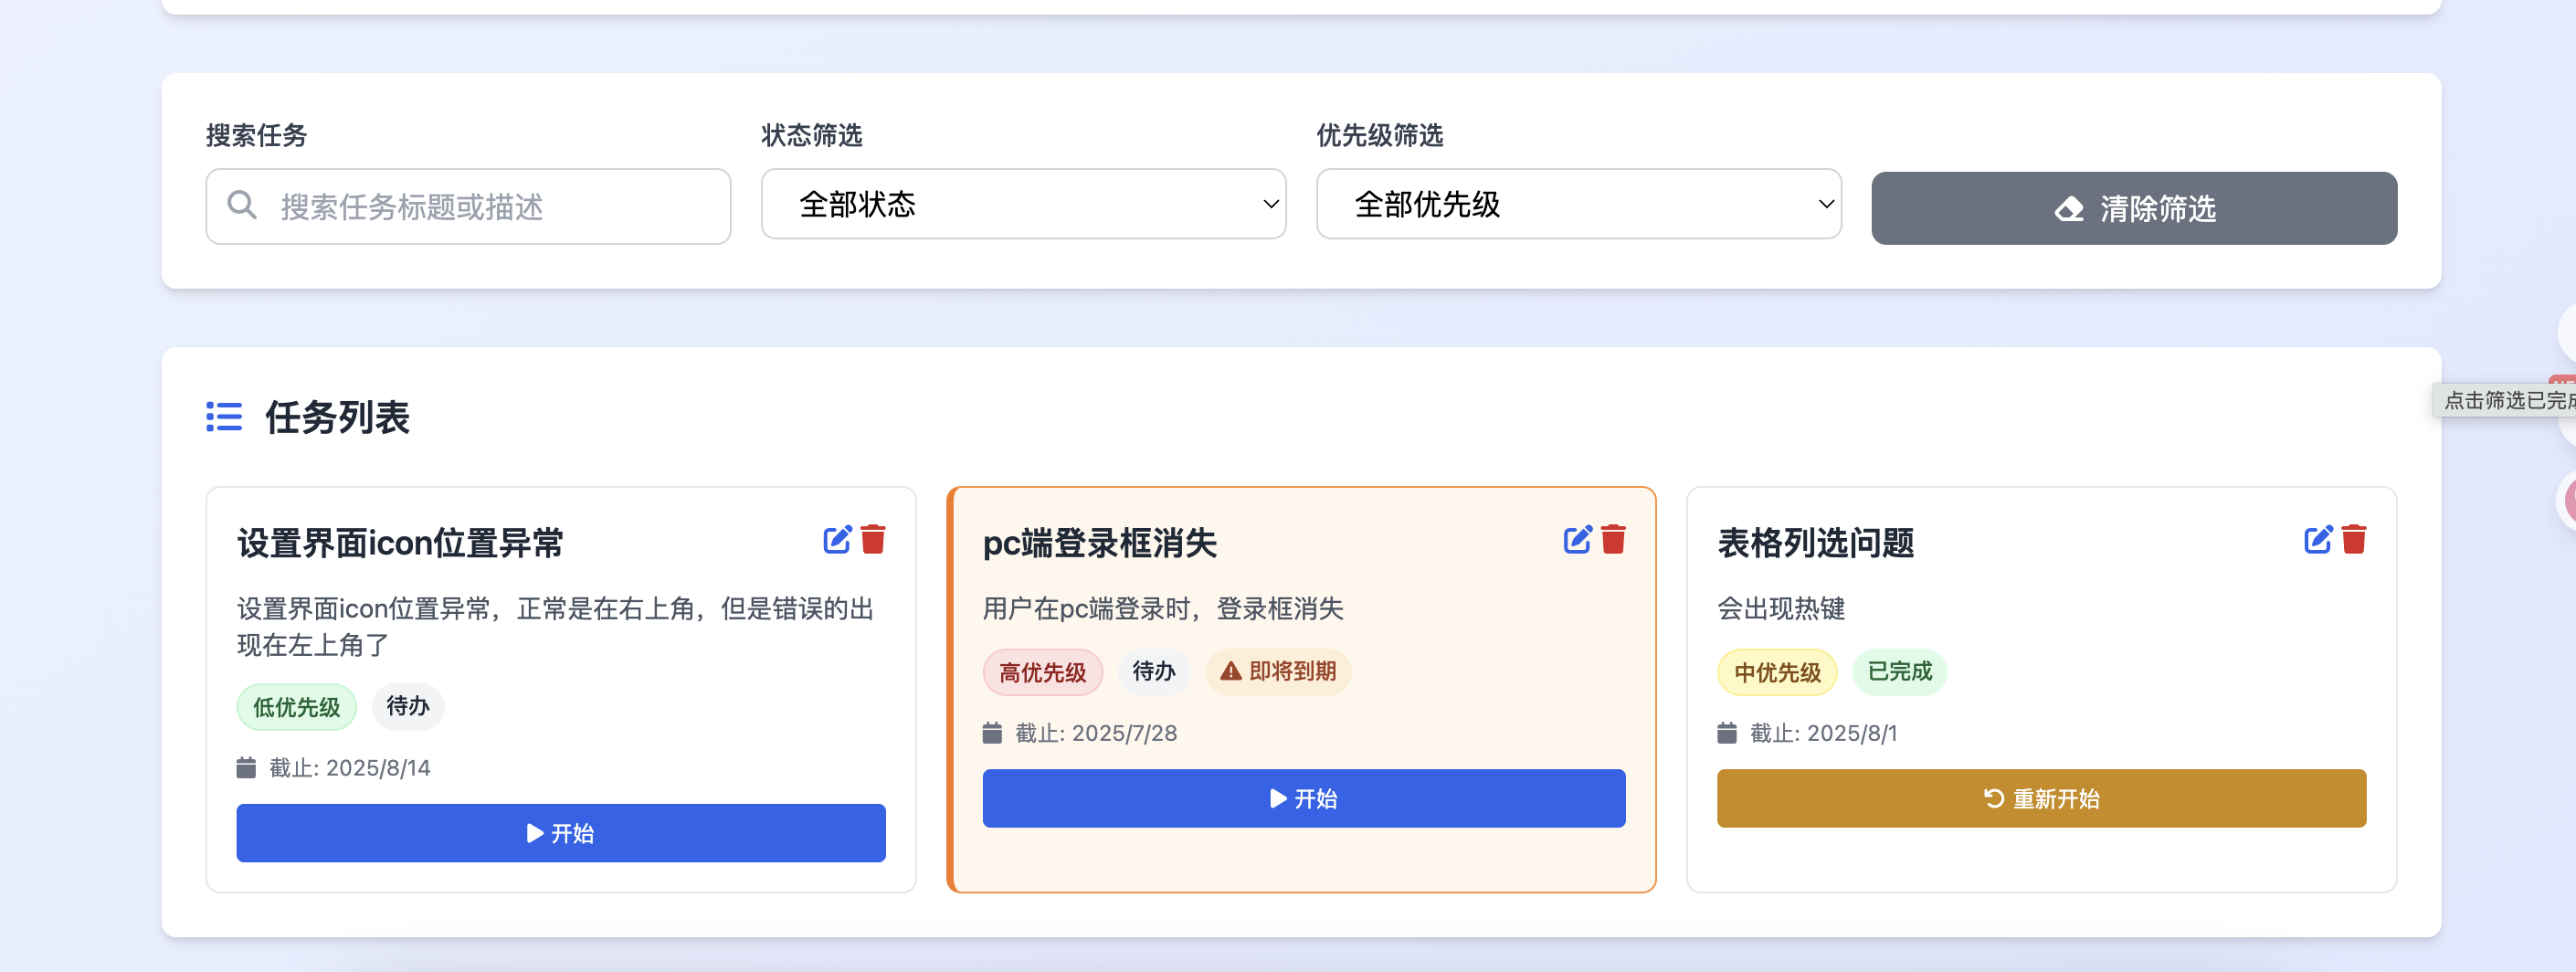 搜索任务
状态筛选
优先级筛选
搜索任务标题或描述
全部状态
全部优先级
清除筛选
任务列表
点击筛选已完
设置界面icon位置异常
设置界面icon位置异常，正常是在右上角，但是错误的出
现在左上角了
低优先级 待办
截止: 2025/8/14
开始
pc端登录框消失
用户在pc端登录时，登录框消失
高优先级 待办 即将到期
截止: 2025/7/28
开始
表格列选问题
会出现热键
中优先级 已完成
截止: 2025/8/1
重新开始